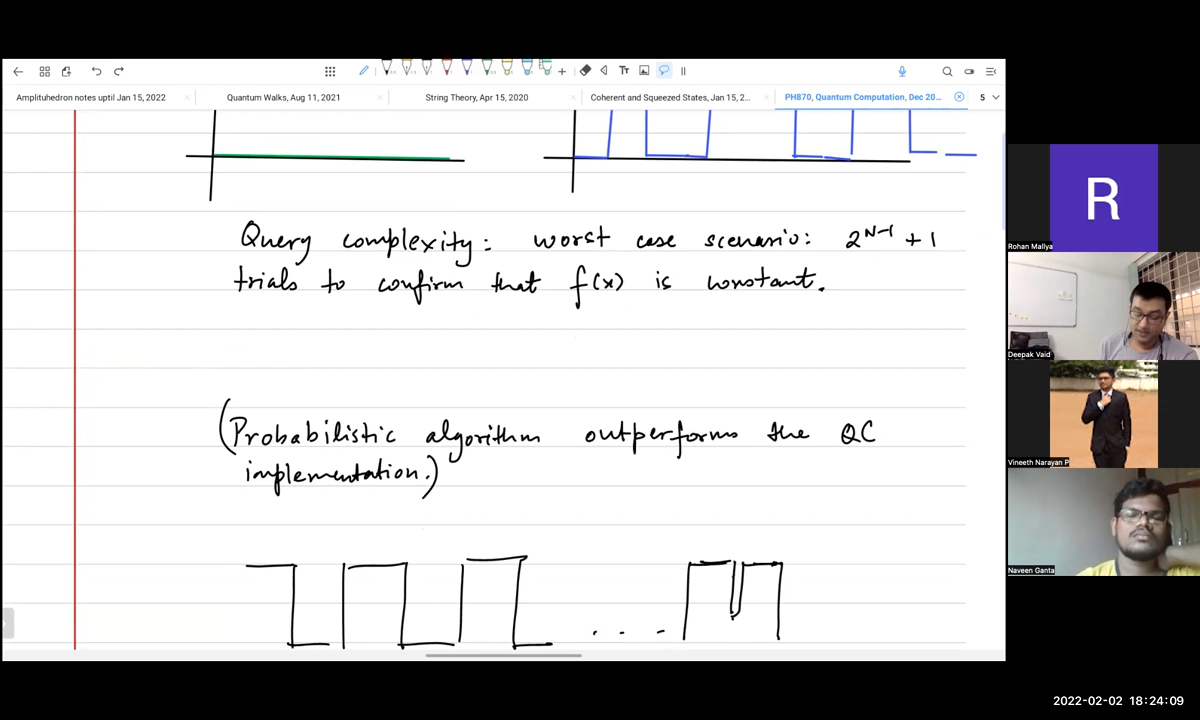 Amplituhedron notes uptil Jan 15, 2022
Quantum Walks, Aug 11, 2021
String Theory, Apr 15, 2020
Coherent and Squeezed States, Jan 15, 2...
PH870, Quantum Computation, Dec 20...
5
Query complexity: worst case scenario: 2^{N-1} + 1
trials to confirm that f(x) is constant.
(Probabilistic algorithm outperforms the QC
implementation.)
R
Rohan Mallya
Deepak Vaid
Vineeth Narayan P
Naveen Ganta
2022-02-02 18:24:09